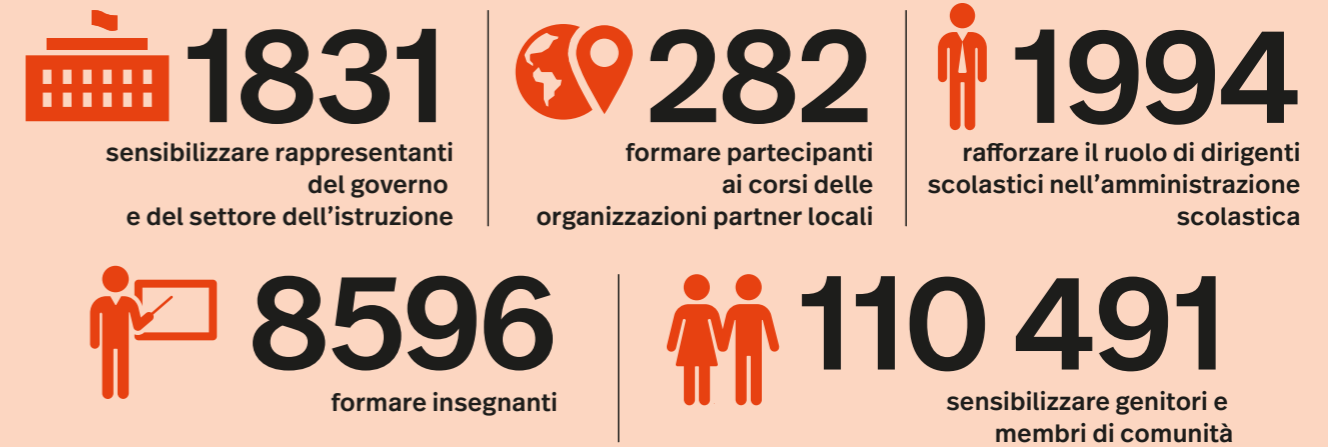 1831
sensibilizzare rappresentanti
del governo
e del settore dell'istruzione
282
formare partecipanti
ai corsi delle
organizzazioni partner locali
1994
rafforzare il ruolo di dirigenti
scolastici nell'amministrazione
scolastica
8596
formare insegnanti
110 491
sensibilizzare genitori e
membri di comunità